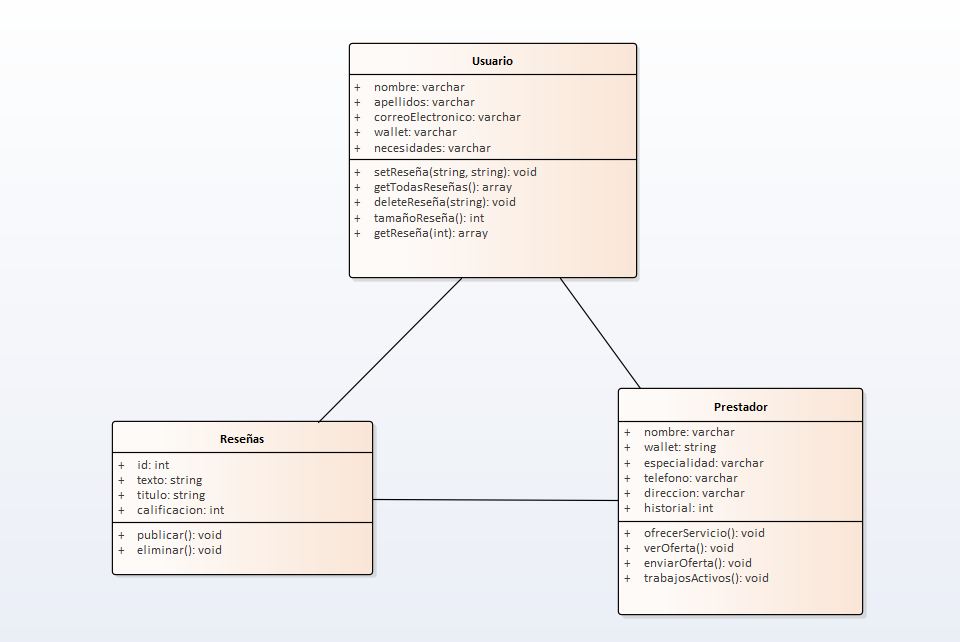 Usuario
+ nombre: varchar
+ apellidos: varchar
+ correoElectronico: varchar
+ wallet: varchar
+ necesidades: varchar
+ setReseña(string, string): void
+ getTodasReseñas(): array
+ deleteReseña(string): void
+ tamañoReseña(): int
+ getReseña(int): array
Reseñas
+ id: int
+ texto: string
+ titulo: string
+ calificacion: int
+ publicar(): void
+ eliminar(): void
Prestador
+ nombre: varchar
+ wallet: string
+ especialidad: varchar
+ telefono: varchar
+ direccion: varchar
+ historial: int
+ ofrecerServicio(): void
+ verOferta(): void
+ enviarOferta(): void
+ trabajosActivos(): void